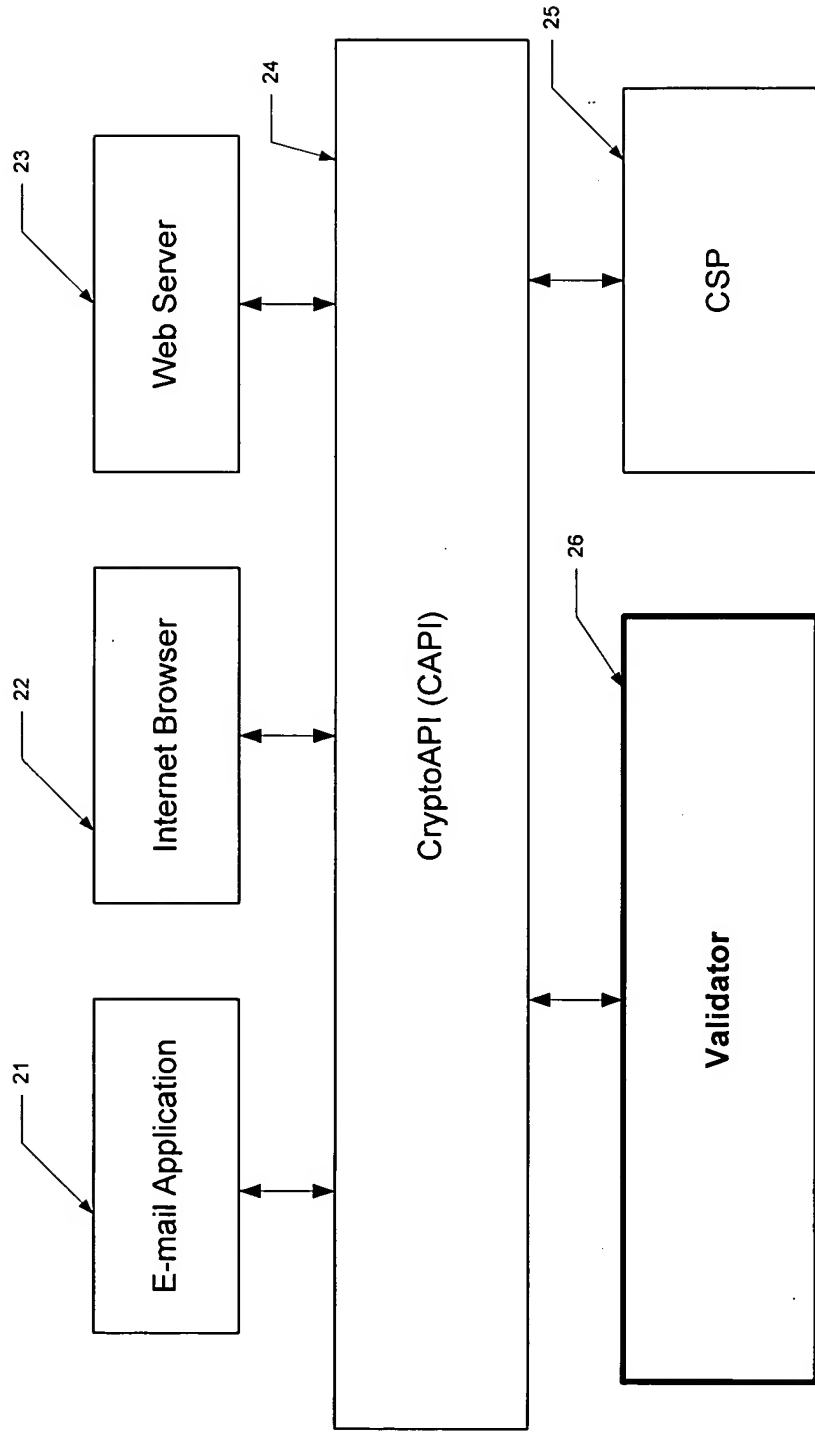 21
E-mail Application
22
Internet Browser
23
Web Server
24
CryptoAPI (CAPI)
26
Validator
25
CSP